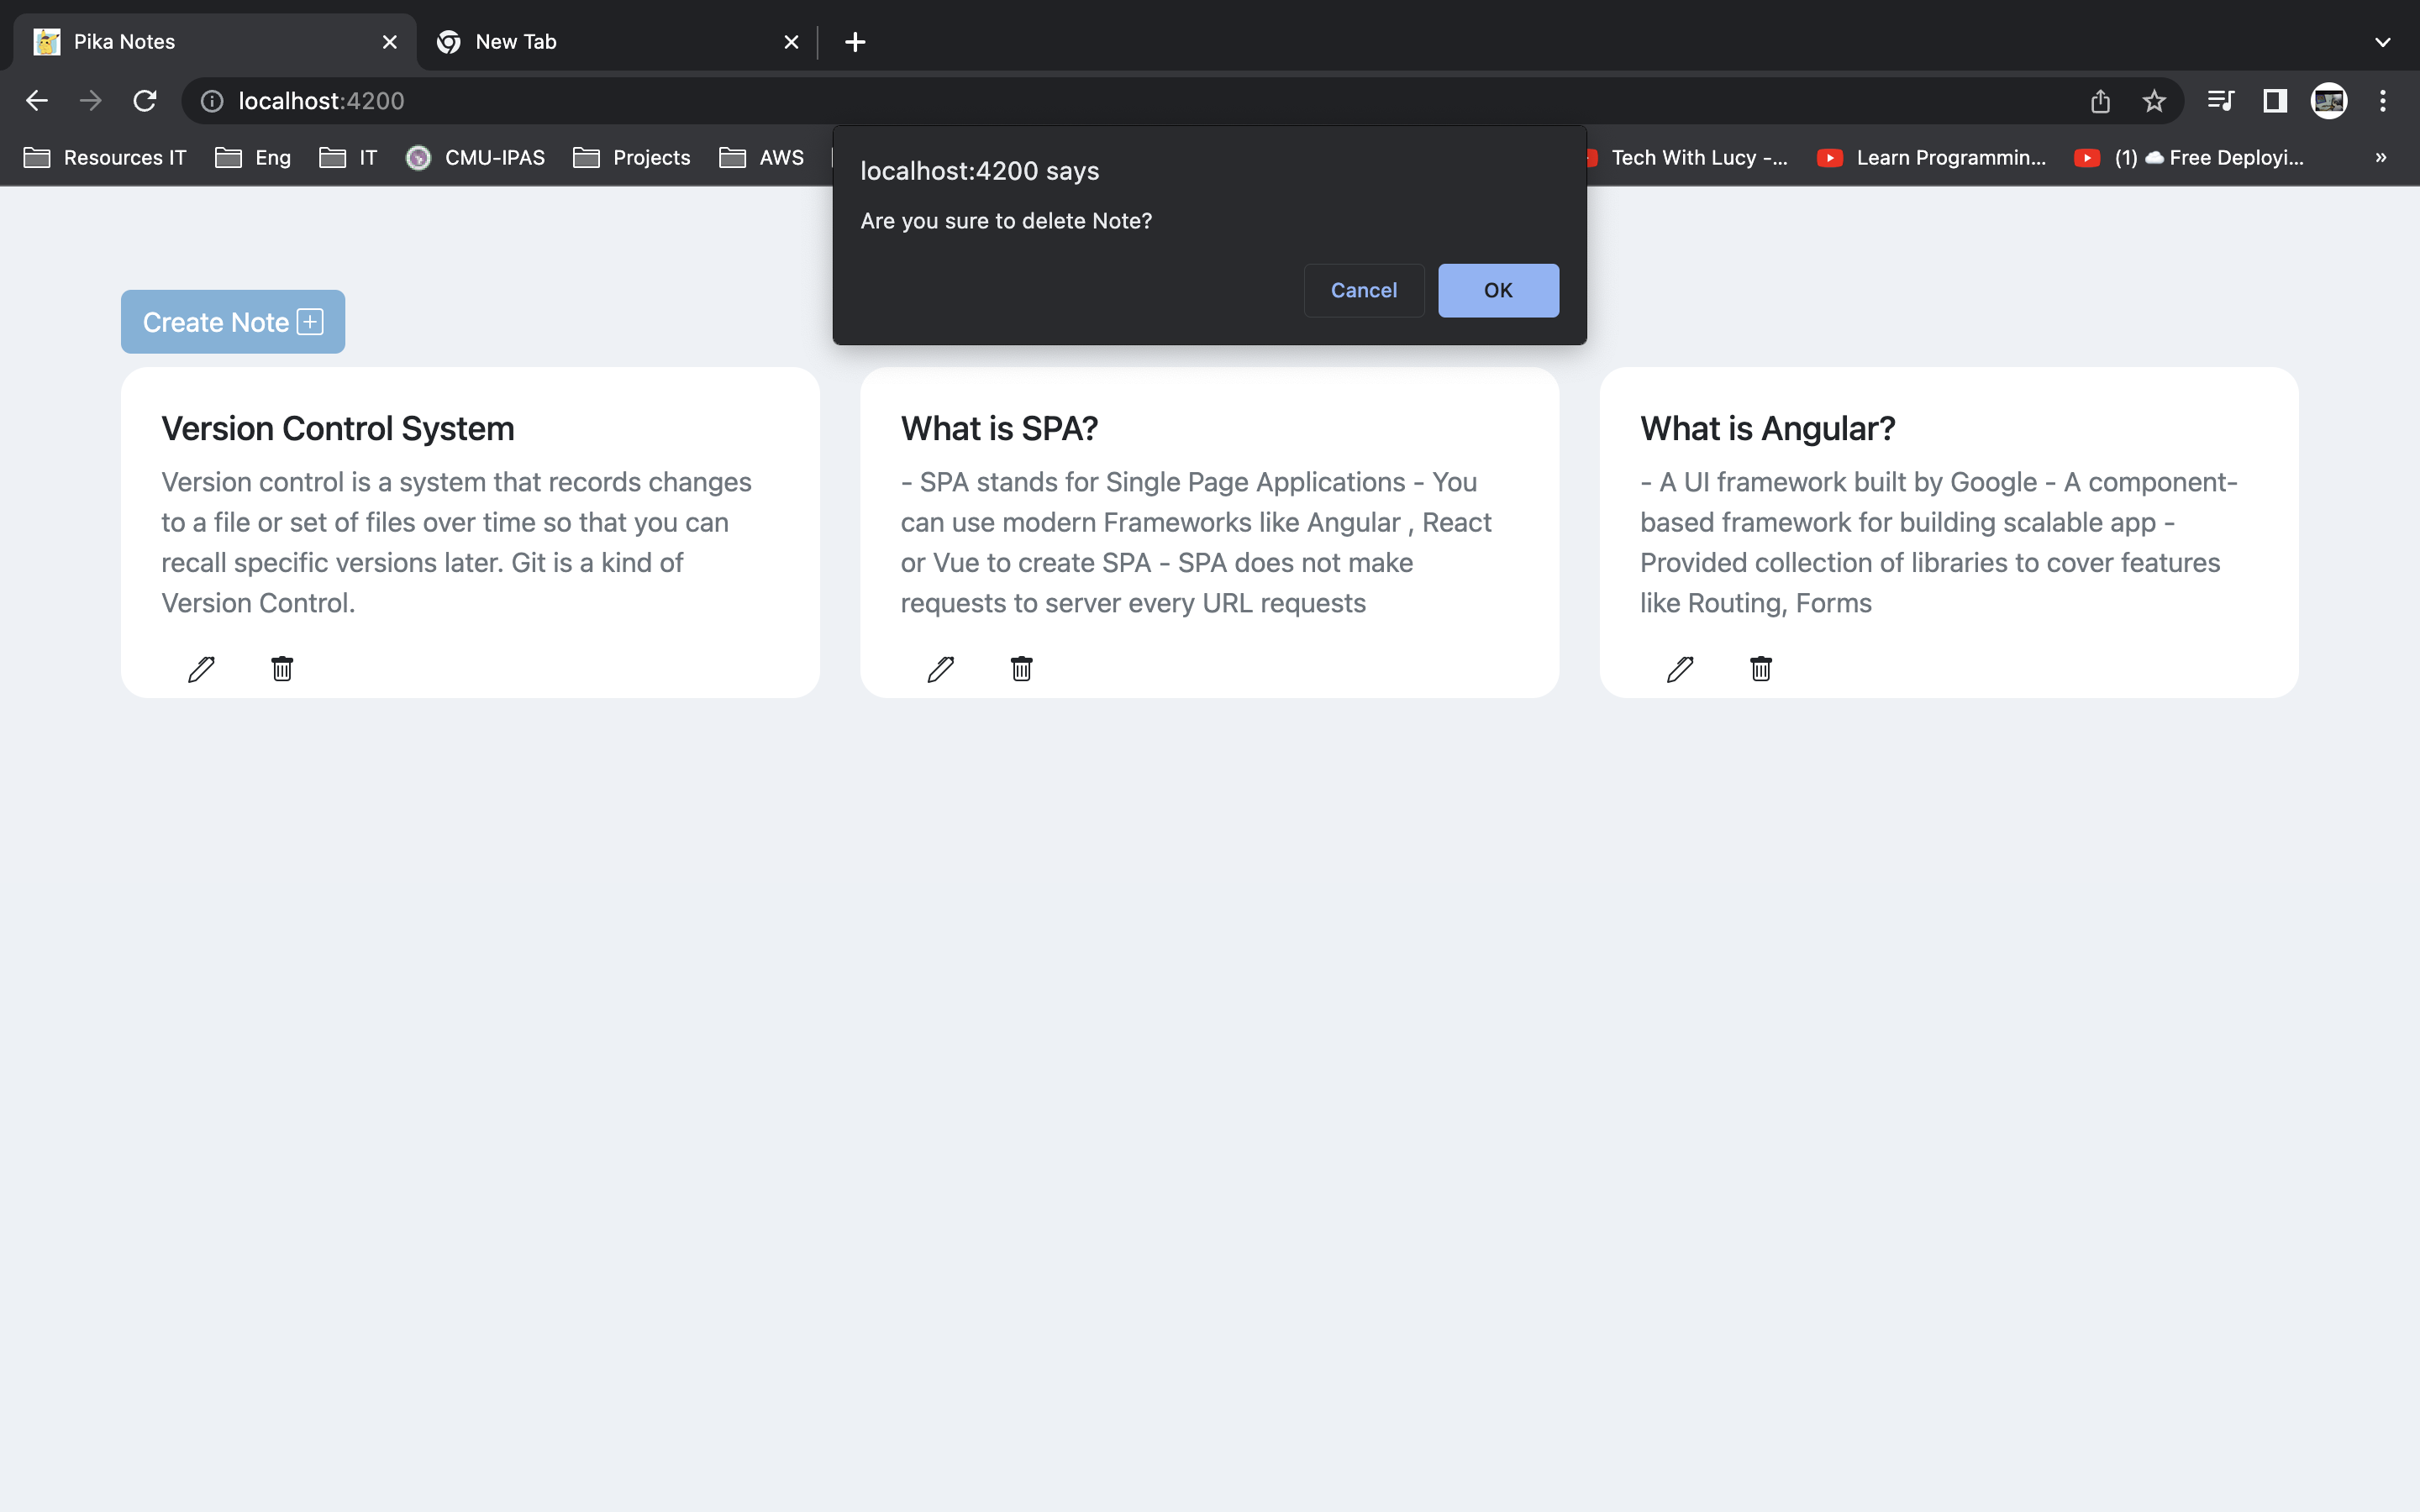 Pika Notes
New Tab
localhost:4200
Resources IT
Eng
IT
CMU-IPAS
Projects
AWS
Tech With Lucy -...
Learn Programmin...
(1) ☁️Free Deployi...
»
localhost:4200 says
Are you sure to delete Note?
Cancel
OK
Create Note
Version Control System
Version control is a system that records changes
to a file or set of files over time so that you can
recall specific versions later. Git is a kind of
Version Control.
What is SPA?
- SPA stands for Single Page Applications - You
can use modern Frameworks like Angular , React
or Vue to create SPA - SPA does not make
requests to server every URL requests
What is Angular?
- A UI framework built by Google - A component-
based framework for building scalable app -
Provided collection of libraries to cover features
like Routing, Forms